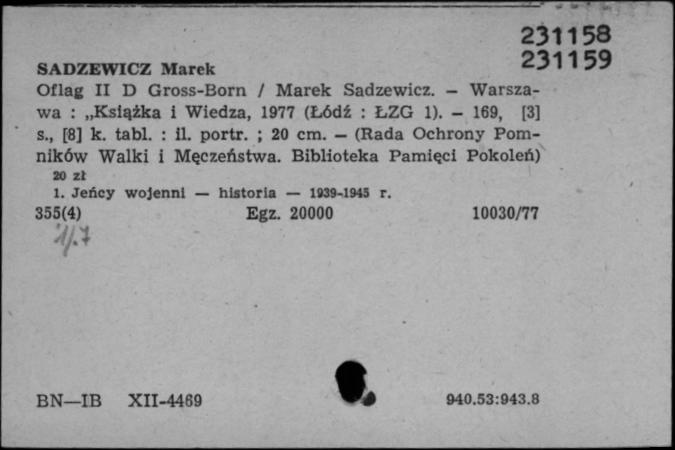 231158
231159
SADZEWICZ Marek
Oflag II D Gross-Born / Marek Sadzewicz. — Warsza-
wa : „Książka i Wiedza, 1977 (Łódź : ŁZG 1). — 169, [3]
s., [8] k. tabl. : il. portr. ; 20 cm. — (Rada Ochrony Pom-
ników Walki i Męczeństwa. Biblioteka Pamięci Pokoleń)
20 zł
1. Jeńcy wojenni — historia — 1939-1945 r.
355(4) Egz. 20000 10030/77
BN—IB XII-4469 940.53:943.8